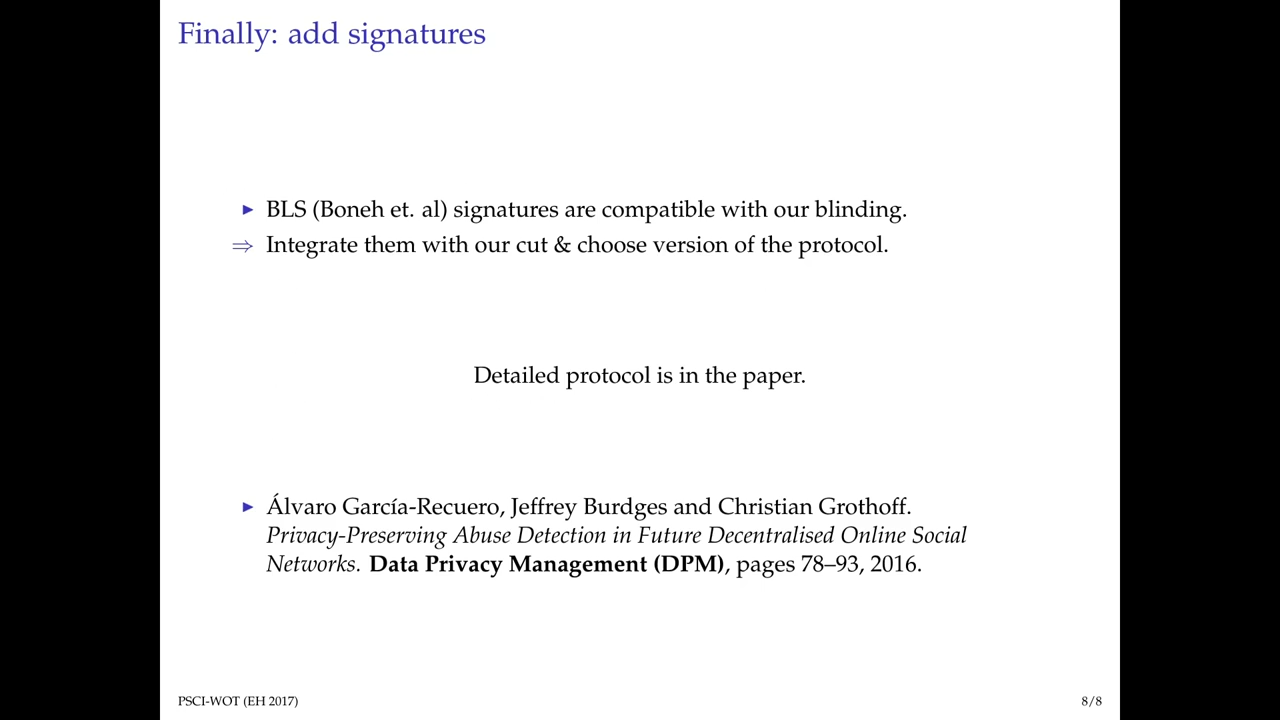 Finally: add signatures
▶ BLS (Boneh et. al) signatures are compatible with our blinding.
⇒ Integrate them with our cut & choose version of the protocol.
Detailed protocol is in the paper.
▶ Álvaro García-Recuero, Jeffrey Burdges and Christian Grothoff.
Privacy-Preserving Abuse Detection in Future Decentralised Online Social
Networks. Data Privacy Management (DPM), pages 78–93, 2016.
PSCI-WOT (EH 2017)
8/8